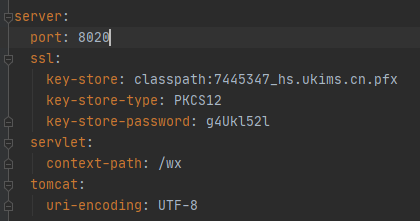 server:
  port: 8020
  ssl:
    key-store: classpath:7445347_hs.ukims.cn.pfx
    key-store-type: PKCS12
    key-store-password: g4Ukl52l
  servlet:
    context-path: /wx
  tomcat:
    uri-encoding: UTF-8